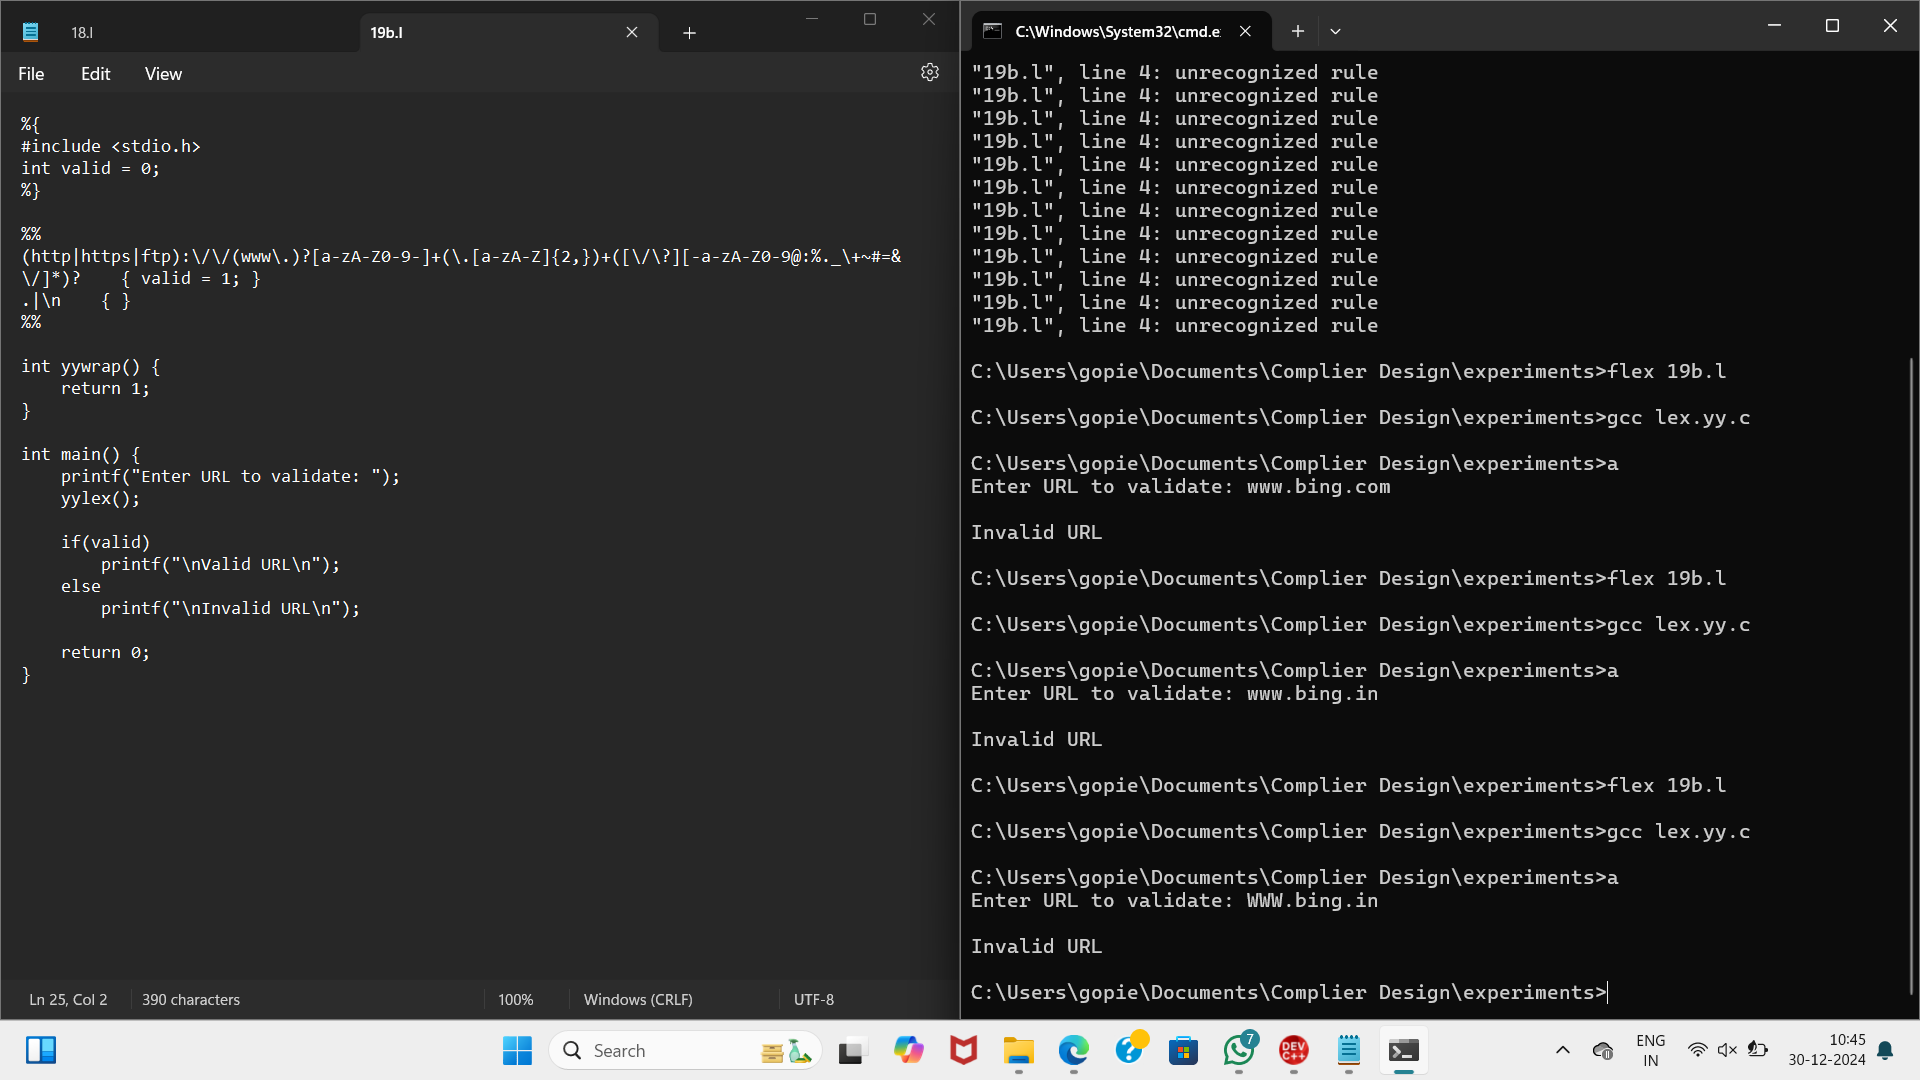 18.l
19b.l
File
Edit
View
%{
#include <stdio.h>
int valid = 0;
%}
%%
(http|https|ftp):\/\/(www\.)?[a-zA-Z0-9-]+(\.[a-zA-Z]{2,})+([\/\?][-a-zA-Z0-9@:%._\+~#=&
\/]*)?    { valid = 1; }
.|\n    { }
%%
int yywrap() {
    return 1;
}
int main() {
    printf("Enter URL to validate: ");
    yylex();
    if(valid)
        printf("\nValid URL\n");
    else
        printf("\nInvalid URL\n");
    return 0;
}
Ln 25, Col 2
390 characters
100%
Windows (CRLF)
UTF-8
C:\Windows\System32\cmd.e
"19b.l", line 4: unrecognized rule
"19b.l", line 4: unrecognized rule
"19b.l", line 4: unrecognized rule
"19b.l", line 4: unrecognized rule
"19b.l", line 4: unrecognized rule
"19b.l", line 4: unrecognized rule
"19b.l", line 4: unrecognized rule
"19b.l", line 4: unrecognized rule
"19b.l", line 4: unrecognized rule
"19b.l", line 4: unrecognized rule
"19b.l", line 4: unrecognized rule
"19b.l", line 4: unrecognized rule
C:\Users\gopie\Documents\Complier Design\experiments>flex 19b.l
C:\Users\gopie\Documents\Complier Design\experiments>gcc lex.yy.c
C:\Users\gopie\Documents\Complier Design\experiments>a
Enter URL to validate: www.bing.com
Invalid URL
C:\Users\gopie\Documents\Complier Design\experiments>flex 19b.l
C:\Users\gopie\Documents\Complier Design\experiments>gcc lex.yy.c
C:\Users\gopie\Documents\Complier Design\experiments>a
Enter URL to validate: www.bing.in
Invalid URL
C:\Users\gopie\Documents\Complier Design\experiments>flex 19b.l
C:\Users\gopie\Documents\Complier Design\experiments>gcc lex.yy.c
C:\Users\gopie\Documents\Complier Design\experiments>a
Enter URL to validate: WWW.bing.in
Invalid URL
C:\Users\gopie\Documents\Complier Design\experiments>
Search
7
DEV
C++
ENG
IN
10:45
30-12-2024